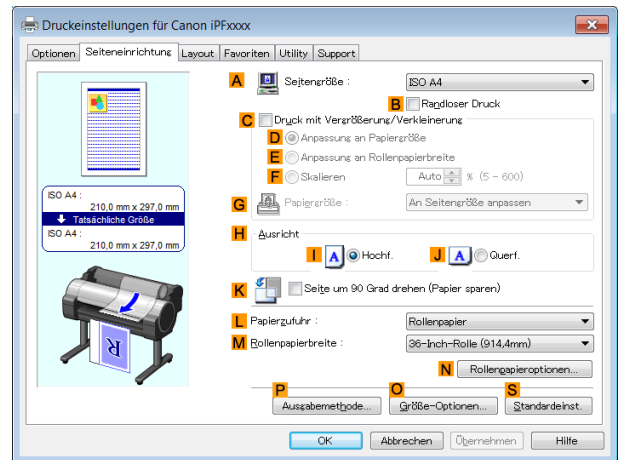 Druckeinstellungen für Canon iPFxxxx
Optionen Seiteneinrichtung Layout Favoriten Utility Support
A Seitengröße : ISO A4
B Randloser Druck
C Druck mit Vergrößerung/Verkleinerung
D Anpassung an Papiergröße
E Anpassung an Rollenpapierbreite
F Skalieren Auto % (5 - 600)
G Papiergröße : An Seitengröße anpassen
ISO A4 :
210,0 mm x 297,0 mm
Tatsächliche Größe
ISO A4 :
210,0 mm x 297,0 mm
H Ausricht
I A Hochf. J A Querf.
K Seite um 90 Grad drehen (Papier sparen)
L Papierzufuhr : Rollenpapier
M Rollenpapierbreite : 36-Inch-Rolle (914,4mm)
R
N Rollenpapieroptionen...
P O S
Ausgabemethode... Größe-Optionen... Standardeinst.
OK Abbrechen Übernehmen Hilfe